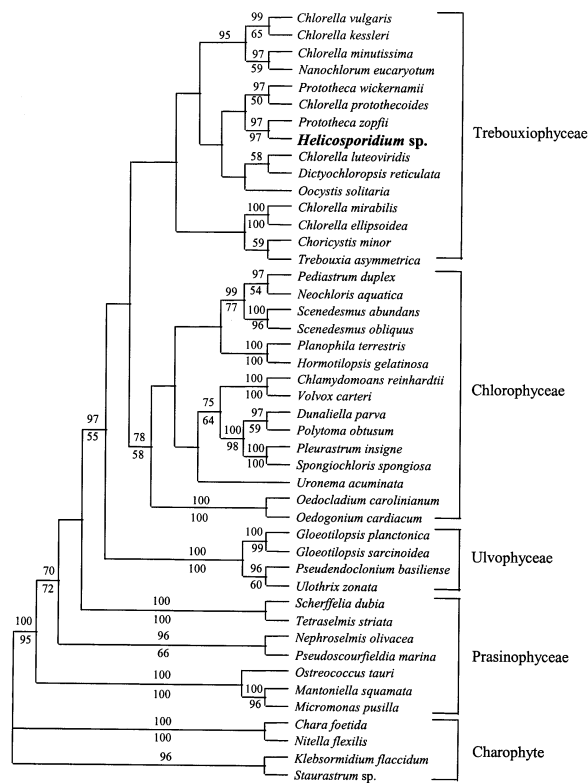 99
Chlorella vulgaris
95
65
Chlorella kessleri
97
Chlorella minutissima
59
Nanochlorum eucaryotum
97
Prototheca wickernamii
50
Chlorella protothecoides
97
Prototheca zopfii
97
Helicosporidium sp.
Trebouxiophyceae
58
Chlorella luteoviridis
Dictyochloropsis reticulata
Oocystis solitaria
100
Chlorella mirabilis
100
Chlorella ellipsoidea
59
Choricystis minor
Trebouxia asymmetrica
97
Pediastrum duplex
99
54
Neochloris aquatica
77
100
Scenedesmus abundans
96
Scenedesmus obliquus
100
Planophila terrestris
100
Hormotilopsis gelatinosa
100
Chlamydomoans reinhardtii
Chlorophyceae
75
100
Volvox carteri
64
97
Dunaliella parva
100
59
Polytoma obtusum
98
100
Pleurastrum insigne
100
Spongiochloris spongiosa
97
55
78
58
Uronema acuminata
100
Oedocladium carolinianum
100
Oedogonium cardiacum
100
Gloeotilopsis planctonica
100
99
Gloeotilopsis sarcinoidea
Ulvophyceae
100
96
Pseudendoclonium basiliense
60
Ulothrix zonata
70
72
100
Scherffelia dubia
100
Tetraselmis striata
100
95
96
Nephroselmis olivacea
66
Pseudoscourfieldia marina
Prasinophyceae
100
Ostreococcus tauri
100
100
Mantoniella squamata
96
Micromonas pusilla
100
Chara foetida
100
Nitella flexilis
Charophyte
96
Klebsormidium flaccidum
Staurastrum sp.